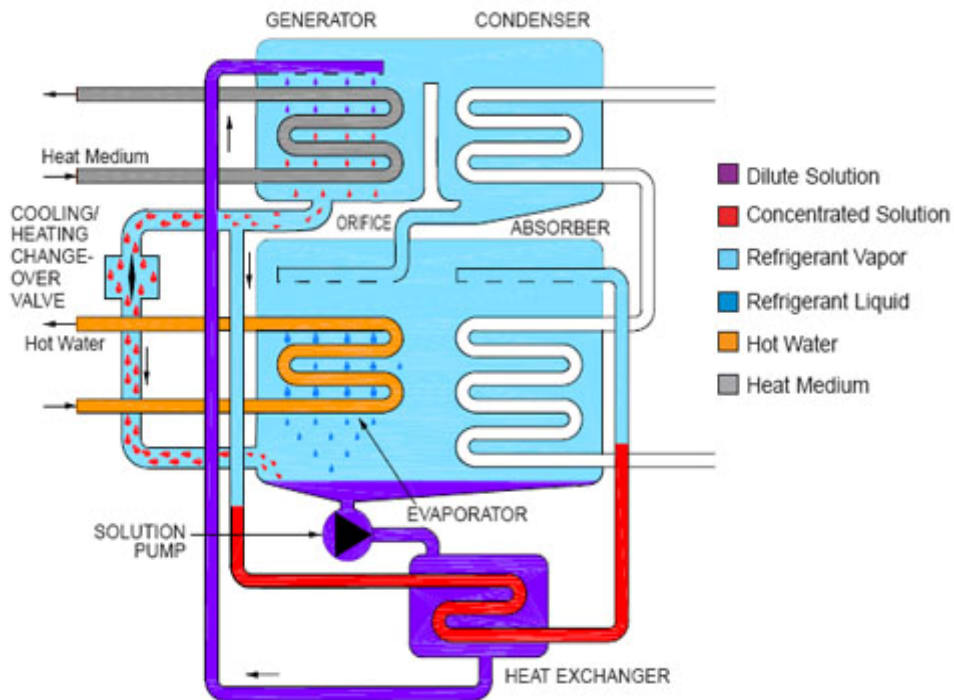 GENERATOR
CONDENSER
Heat Medium
COOLING/
HEATING
CHANGE-
OVER
VALVE
ORIFICE
ABSORBER
Hot Water
EVAPORATOR
SOLUTION
PUMP
HEAT EXCHANGER
Dilute Solution
Concentrated Solution
Refrigerant Vapor
Refrigerant Liquid
Hot Water
Heat Medium